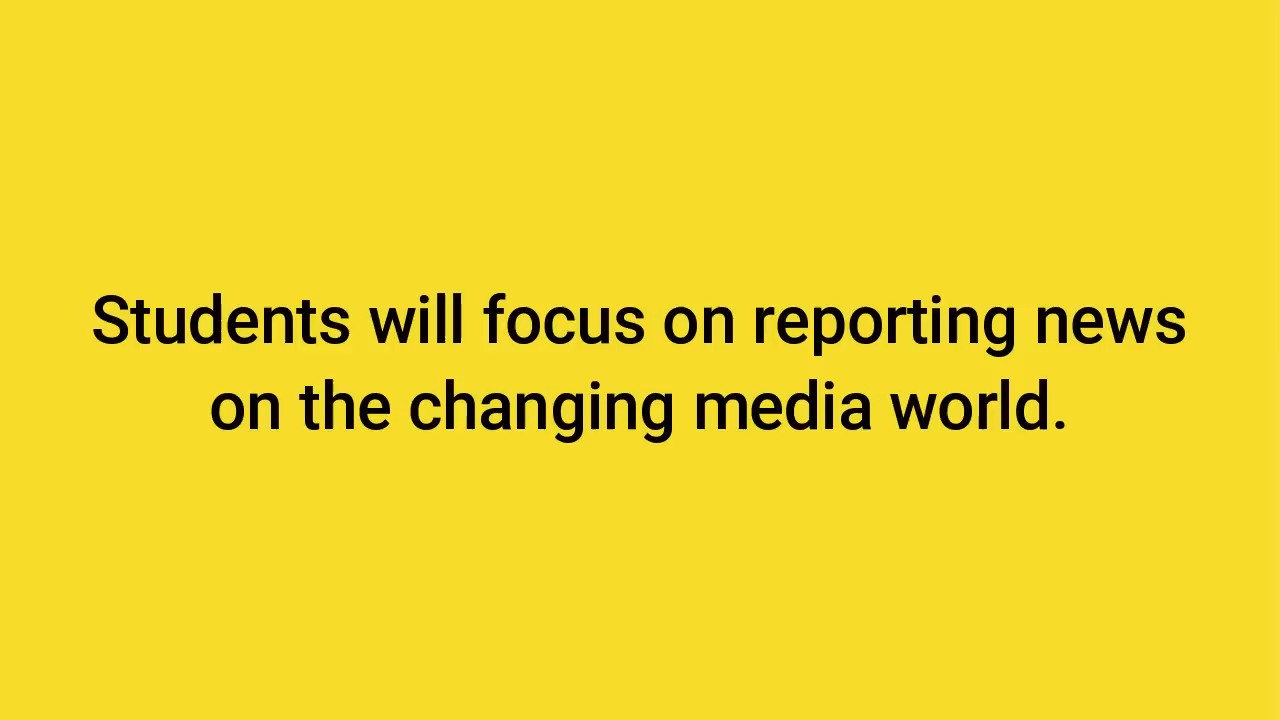 Students will focus on reporting news
on the changing media world.